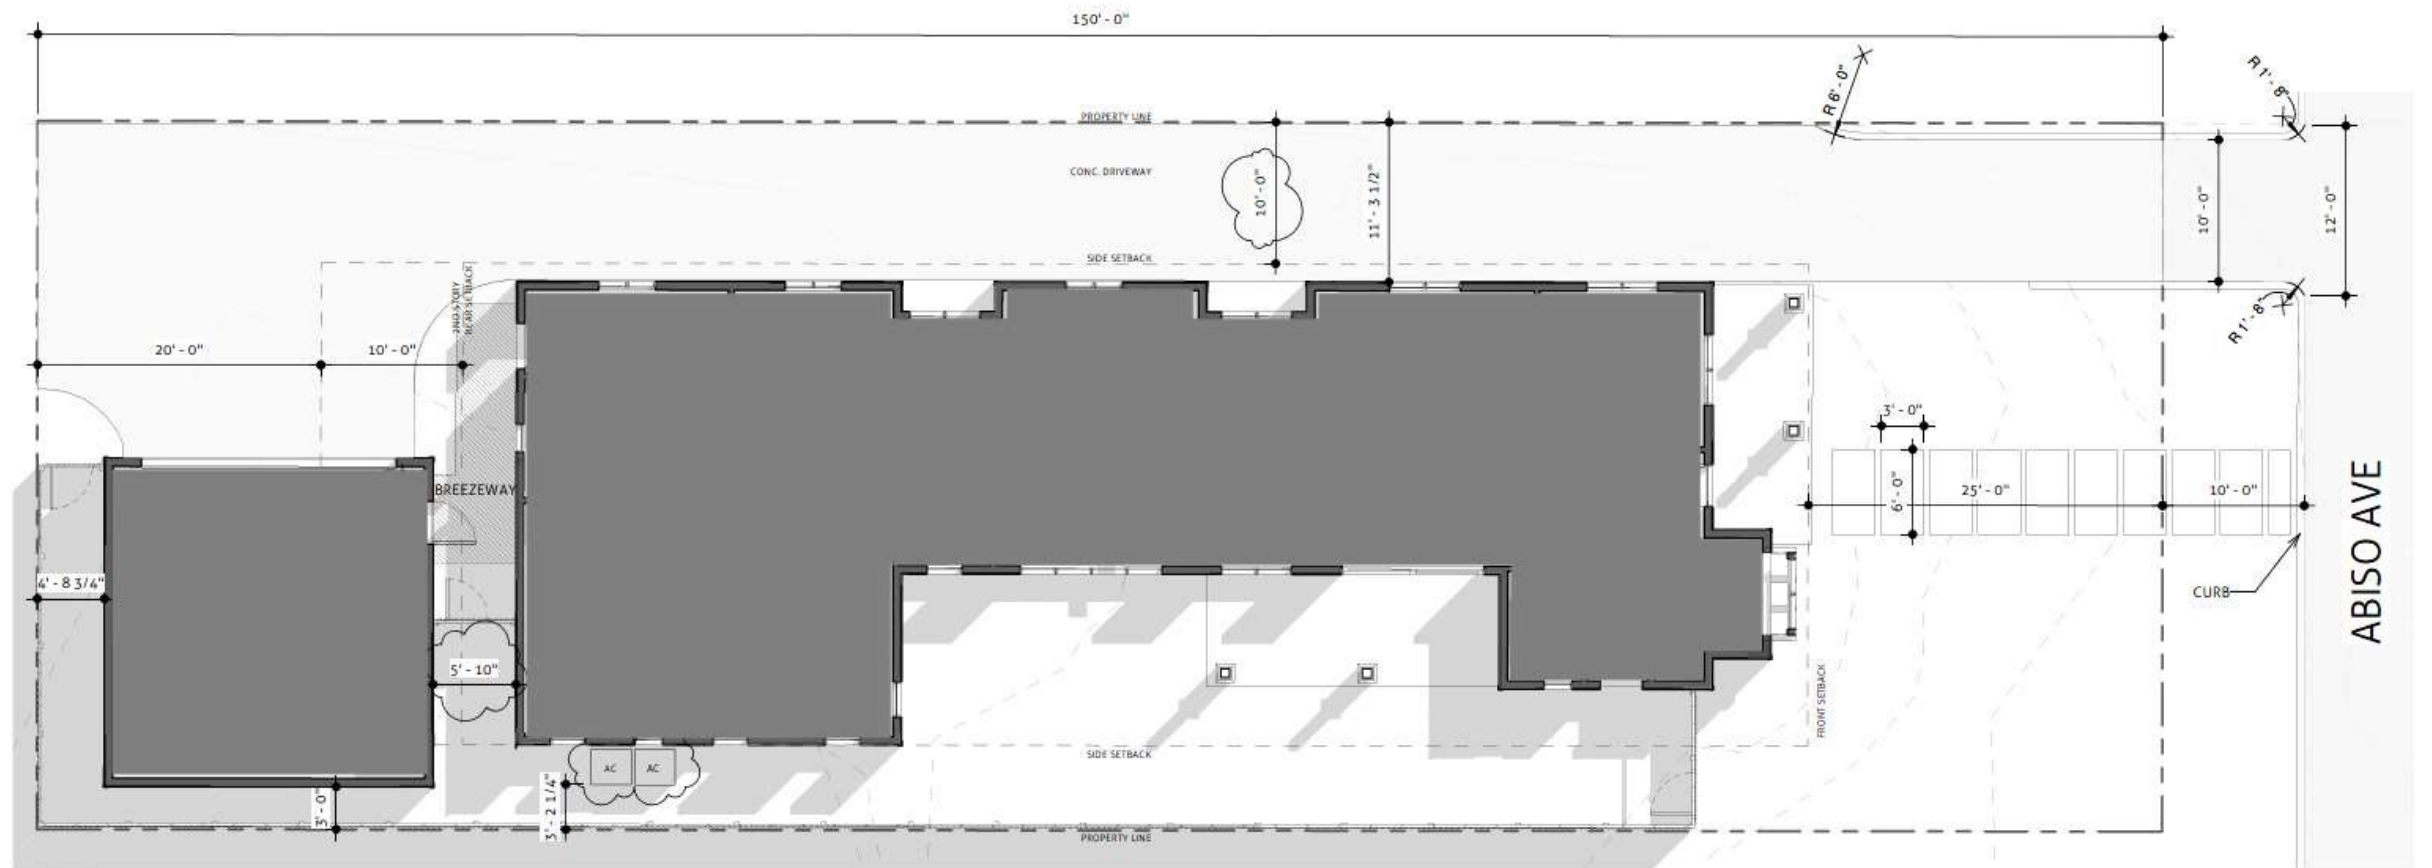 150' - 0"
R 6' - 0"
R 1' - 8"
PROPERTY LINE
CONC. DRIVEWAY
10' - 0"
11' - 3 1/2"
10' - 0"
12' - 0"
SIDE SETBACK
2ND STORY
REAR SETBACK
R 1' - 8"
20' - 0"
10' - 0"
3' - 0"
BREEZEWAY
6' - 0"
25' - 0"
10' - 0"
ABISO AVE
4' - 8 3/4"
CURB
5' - 10"
FRONT SETBACK
SIDE SETBACK
AC
AC
3' - 0"
3' - 2 1/4"
PROPERTY LINE